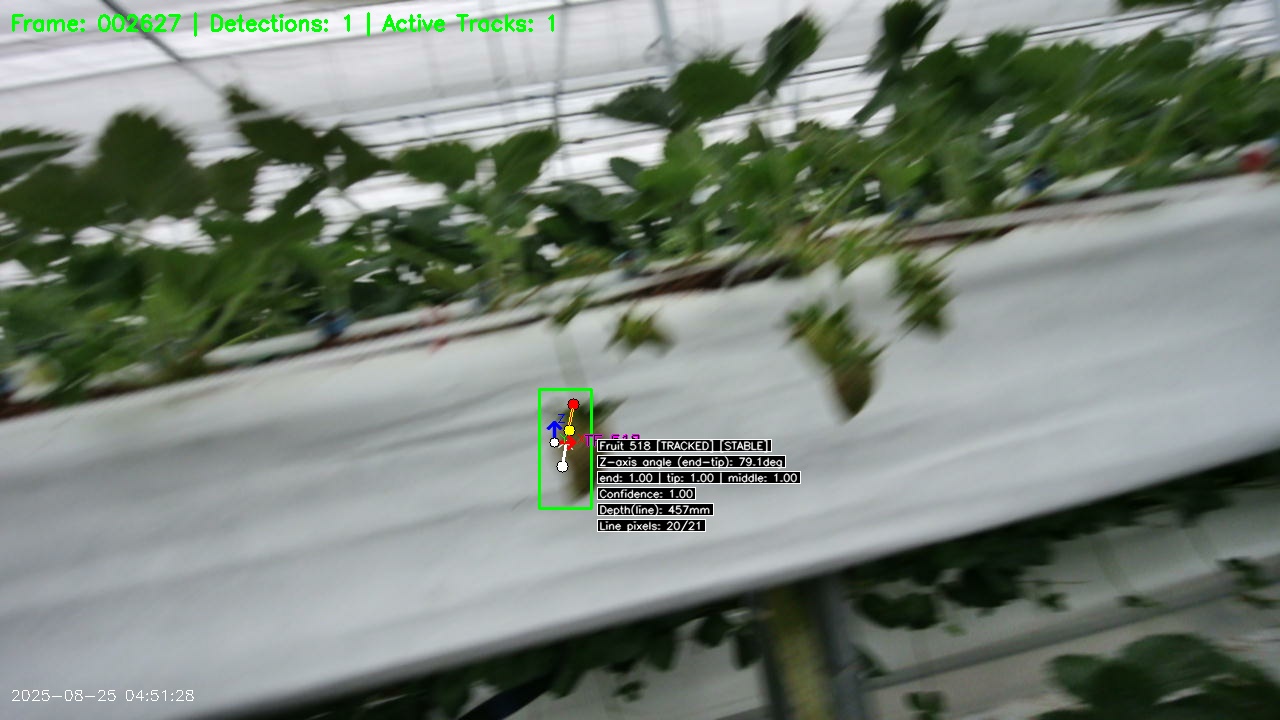 Frame: 002627 | Detections: 1 | Active Tracks: 1
Z
Fruit 518 [TRACKED] [STABLE]
Z-axis angle (end-tip): 79.1deg
end: 1.00 | tip: 1.00 | middle: 1.00
Confidence: 1.00
Depth(line): 457mm
Line pixels: 20/21
2025-08-25 04:51:28